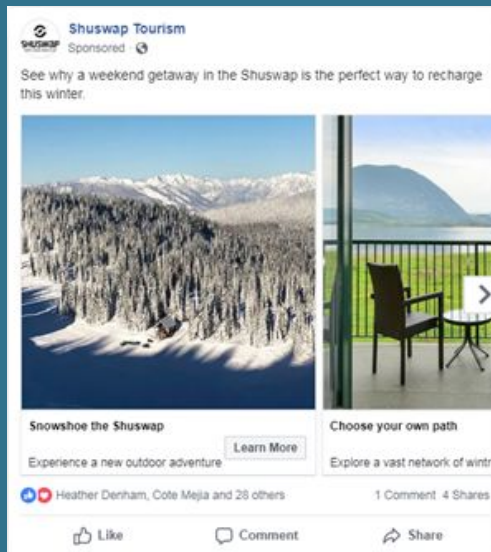 Shuswap Tourism
SHUSWAP
Sponsored
See why a weekend getaway in the Shuswap is the perfect way to recharge
this winter.
Snowshoe the Shuswap
Learn More
Experience a new outdoor adventure
Choose your own path
Explore a vast network of wintr
Heather Denham, Cote Mejia and 28 others
1 Comment 4 Shares
Like
Comment
Share